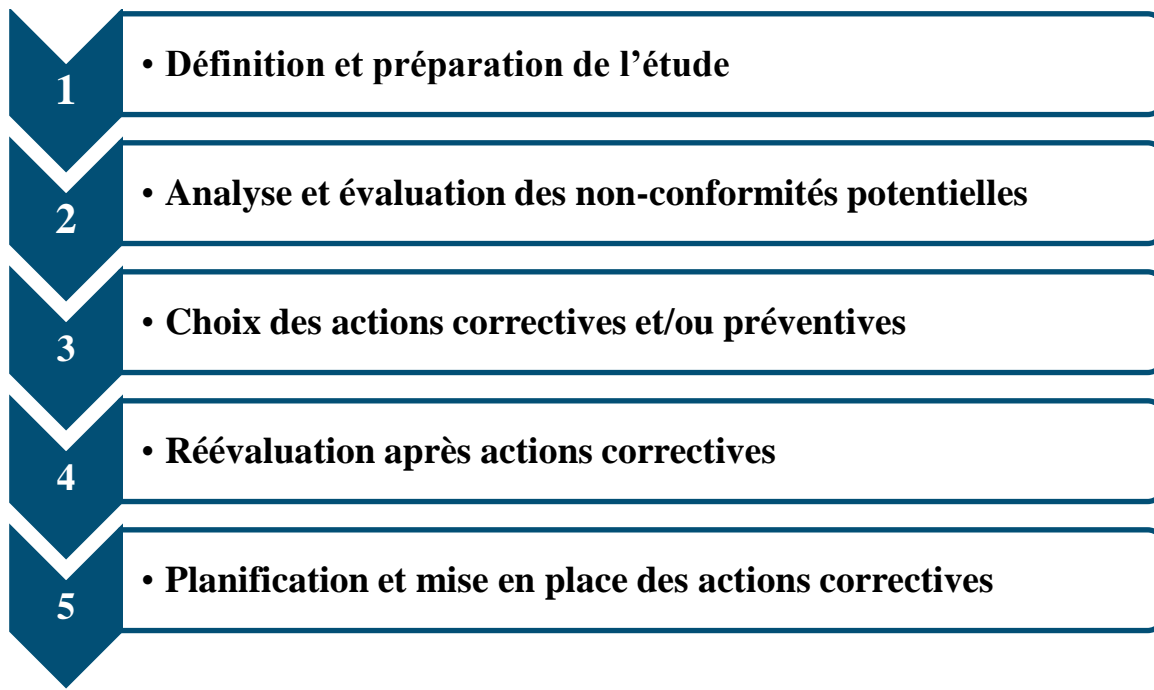 1
• Définition et préparation de l’étude
2
• Analyse et évaluation des non-conformités potentielles
3
• Choix des actions correctives et/ou préventives
4
• Réévaluation après actions correctives
5
• Planification et mise en place des actions correctives